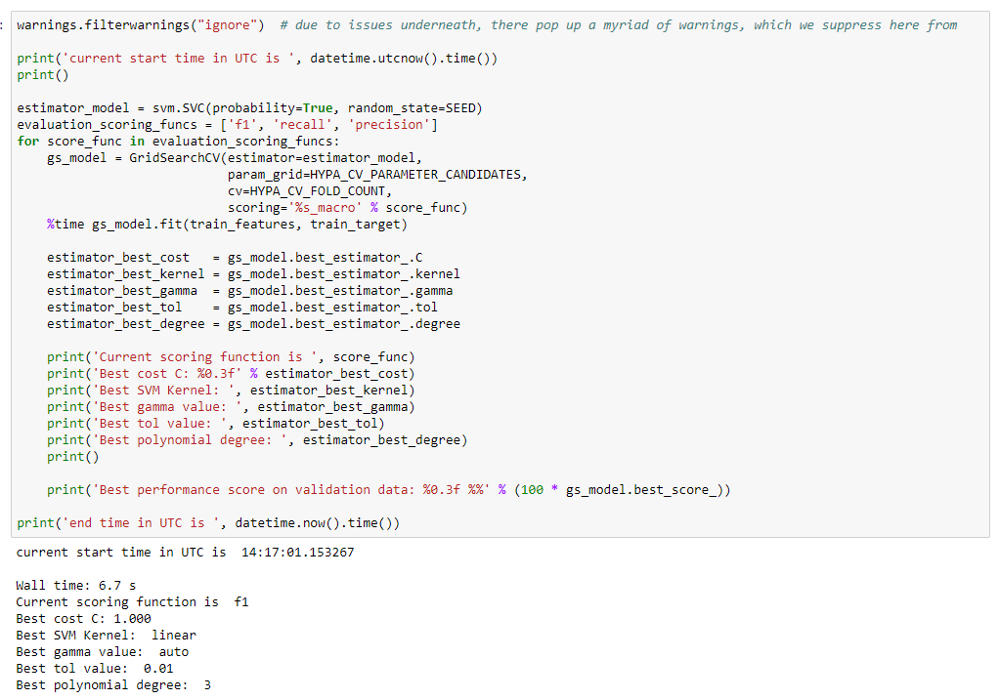 :
warnings.filterwarnings("ignore")  # due to issues underneath, there pop up a myriad of warnings, which we suppress here from
print('current start time in UTC is ', datetime.utcnow().time())
print()
estimator_model = svm.SVC(probability=True, random_state=SEED)
evaluation_scoring_funcs = ['f1', 'recall', 'precision']
for score_func in evaluation_scoring_funcs:
    gs_model = GridSearchCV(estimator=estimator_model,
                            param_grid=HYPA_CV_PARAMETER_CANDIDATES,
                            cv=HYPA_CV_FOLD_COUNT,
                            scoring='%s_macro' % score_func)
    %time gs_model.fit(train_features, train_target)
    estimator_best_cost   = gs_model.best_estimator_.C
    estimator_best_kernel = gs_model.best_estimator_.kernel
    estimator_best_gamma  = gs_model.best_estimator_.gamma
    estimator_best_tol    = gs_model.best_estimator_.tol
    estimator_best_degree = gs_model.best_estimator_.degree
    print('Current scoring function is ', score_func)
    print('Best cost C: %0.3f' % estimator_best_cost)
    print('Best SVM Kernel: ', estimator_best_kernel)
    print('Best gamma value: ', estimator_best_gamma)
    print('Best tol value: ', estimator_best_tol)
    print('Best polynomial degree: ', estimator_best_degree)
    print()
    print('Best performance score on validation data: %0.3f %%' % (100 * gs_model.best_score_))
print('end time in UTC is ', datetime.now().time())
current start time in UTC is  14:17:01.153267
Wall time: 6.7 s
Current scoring function is  f1
Best cost C: 1.000
Best SVM Kernel:  linear
Best gamma value:  auto
Best tol value:  0.01
Best polynomial degree:  3